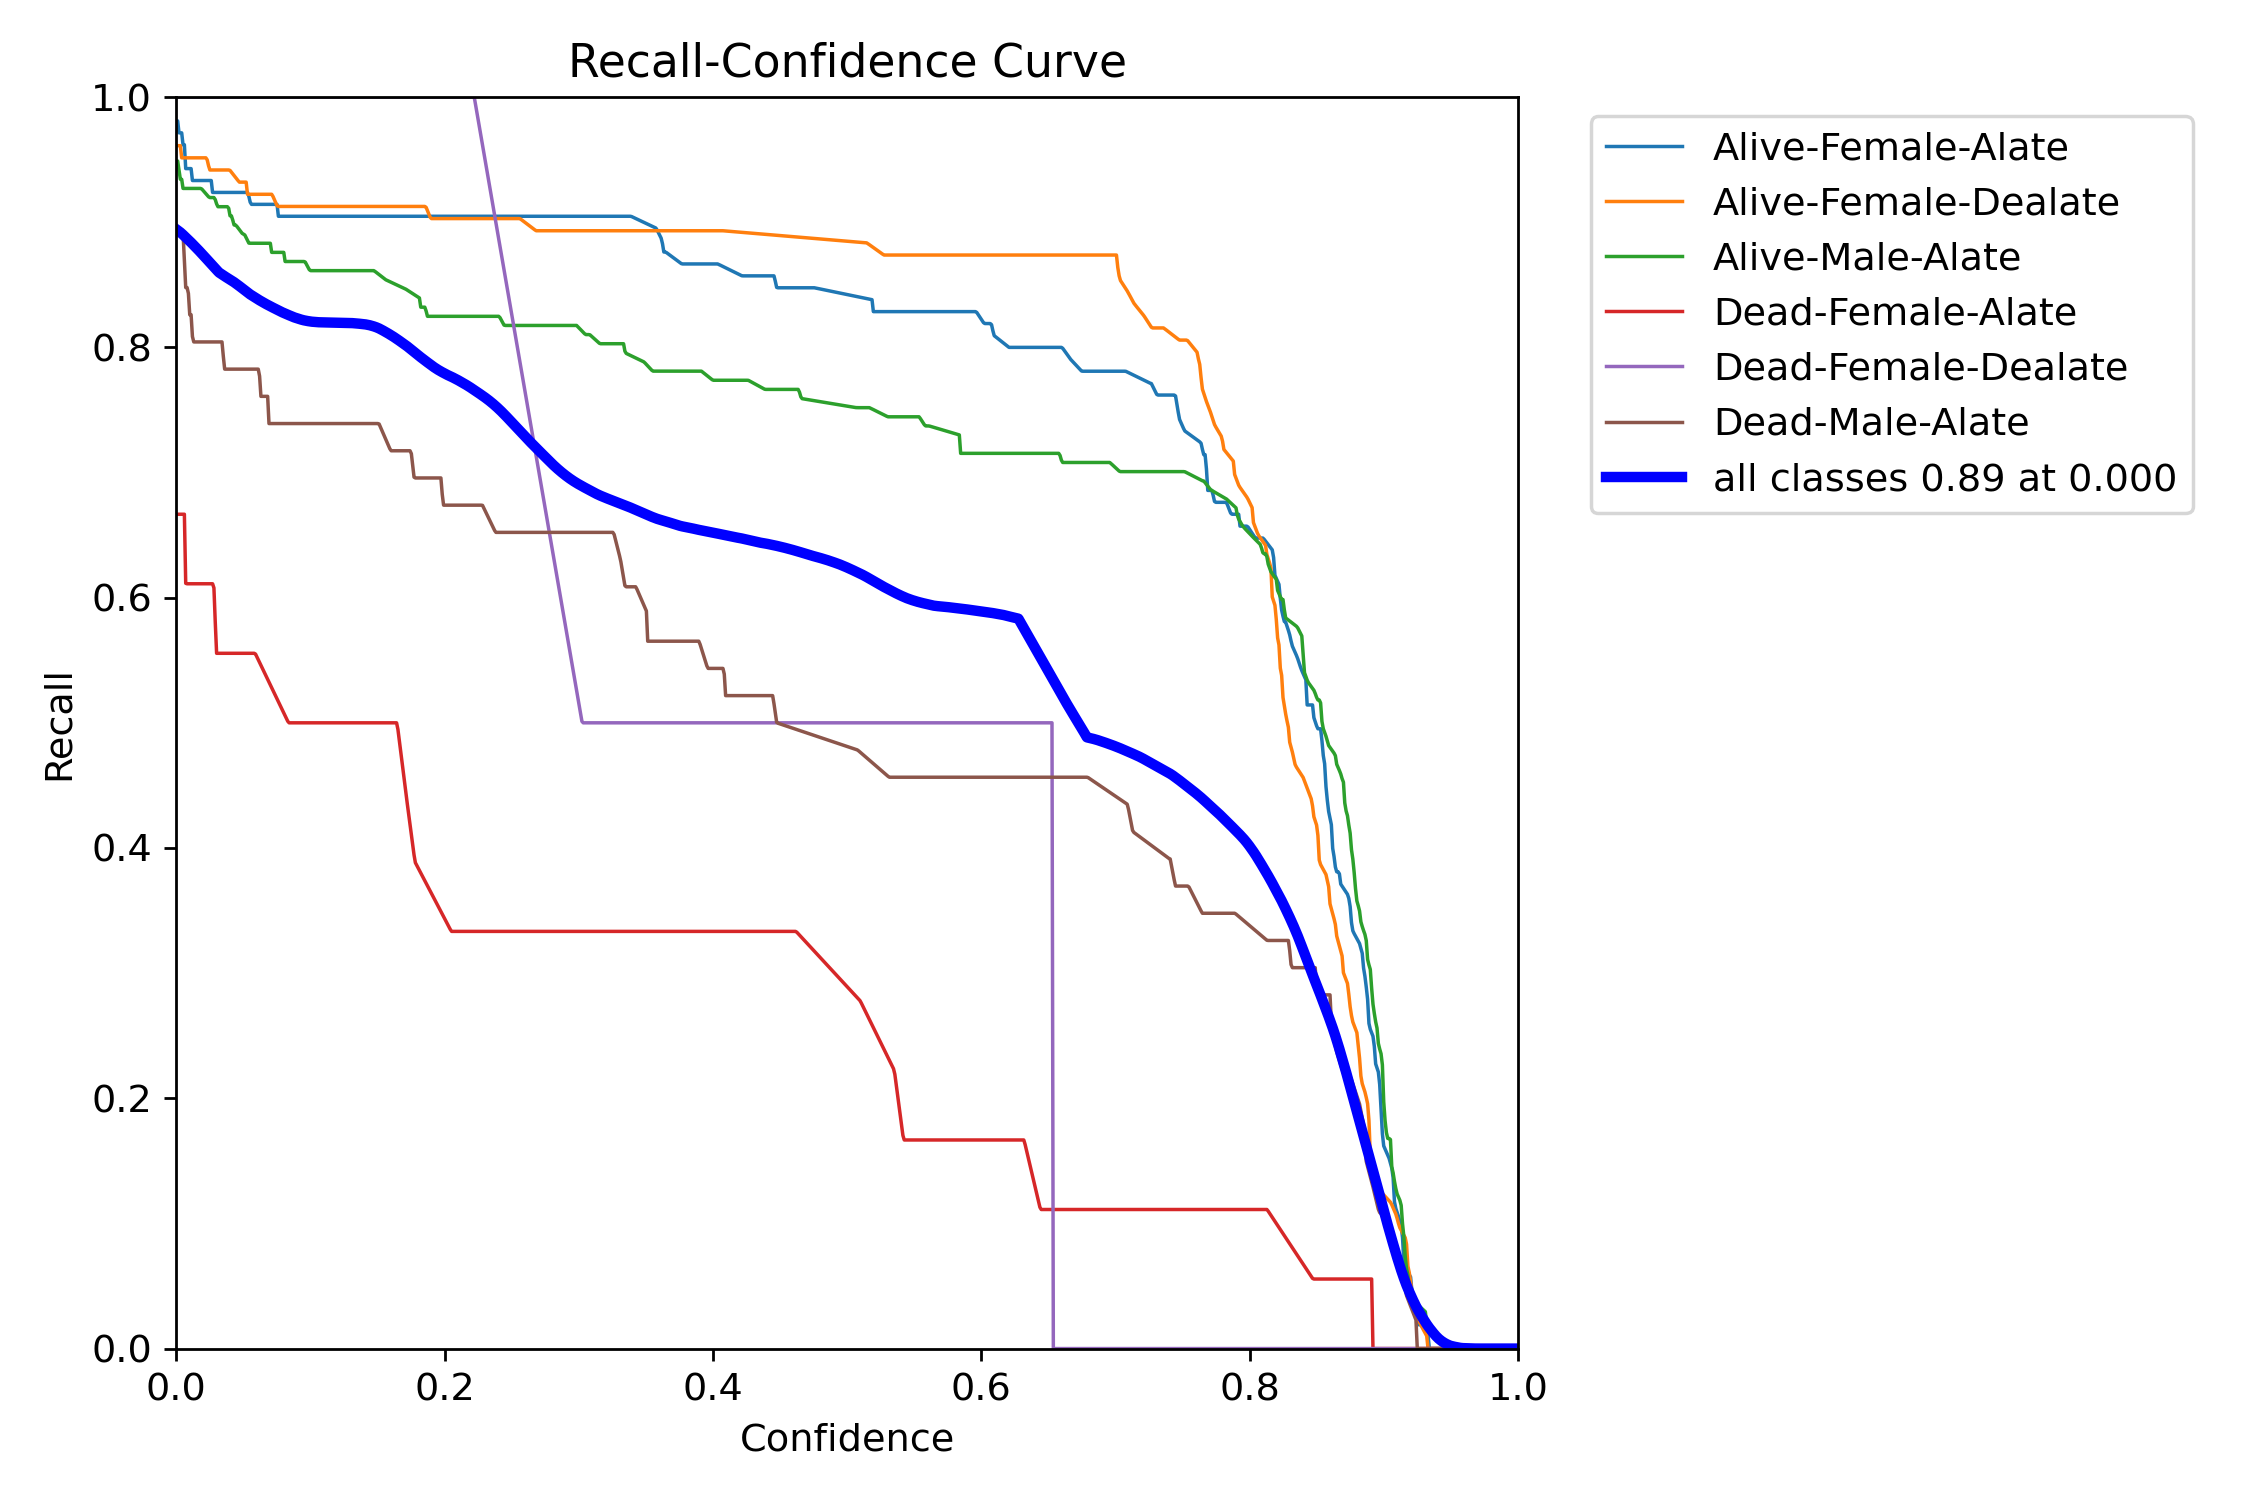 Recall-Confidence Curve
1.0
0.8
0.6
0.4
0.2
0.0
Recall
0.0 0.2 0.4 0.6 0.8 1.0
Confidence
Alive-Female-Alate
Alive-Female-Dealate
Alive-Male-Alate
Dead-Female-Alate
Dead-Female-Dealate
Dead-Male-Alate
all classes 0.89 at 0.000